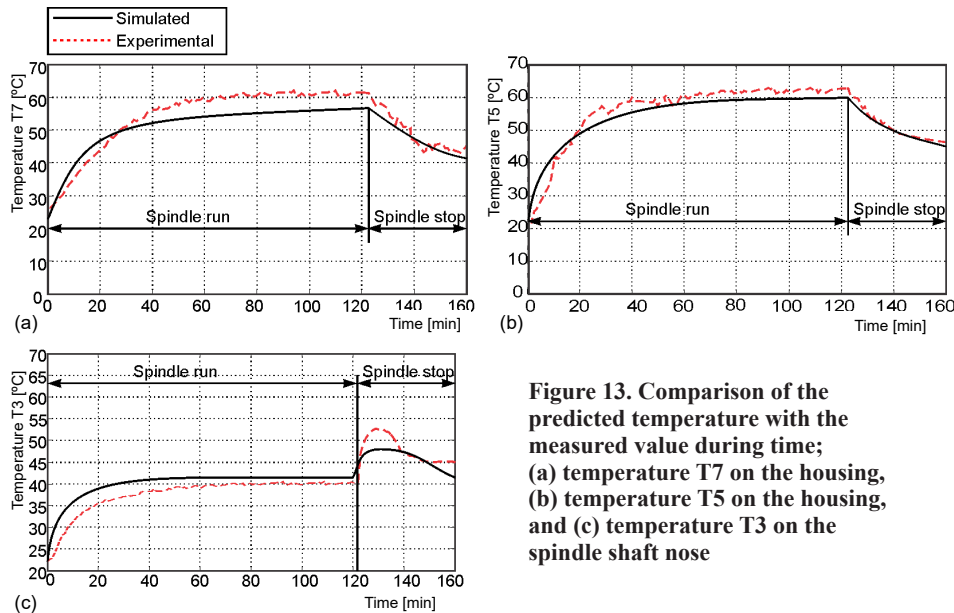 Simulated
Experimental
Temperature T7 [ºC]
70
60
50
40
30
20
10
0
Spindle run
Spindle stop
0 20 40 60 80 100 120 140 160
Time [min]
(a)
Temperature T5 [ºC]
70
60
50
40
30
20
10
0
Spindle run
Spindle stop
0 20 40 60 80 100 120 140 160
Time [min]
(b)
Temperature T3 [ºC]
70
65
60
55
50
45
40
35
30
25
20
Spindle run
Spindle stop
0 20 40 60 80 100 120 140 160
Time [min]
(c)
Figure 13. Comparison of the
predicted temperature with the
measured value during time;
(a) temperature T7 on the housing,
(b) temperature T5 on the housing,
and (c) temperature T3 on the
spindle shaft nose